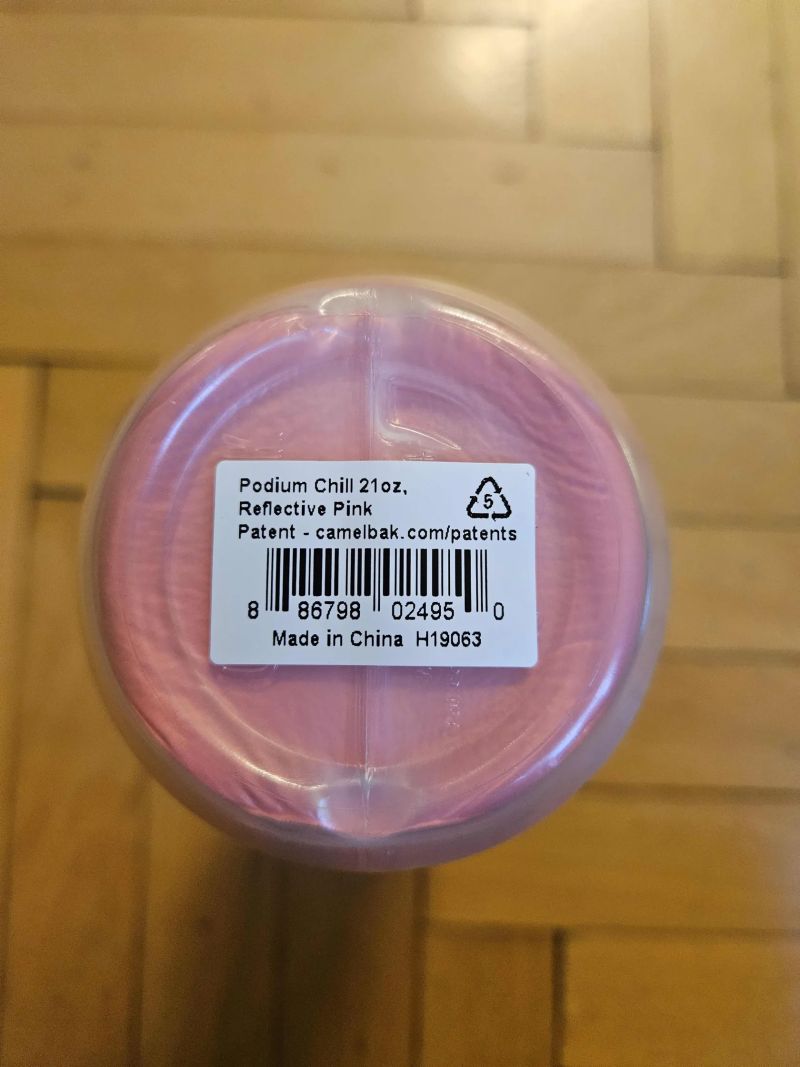 Podium Chill 21oz,
Reflective Pink
5
Patent - camelbak.com/patents
8 86798 02495 0
Made in China H19063